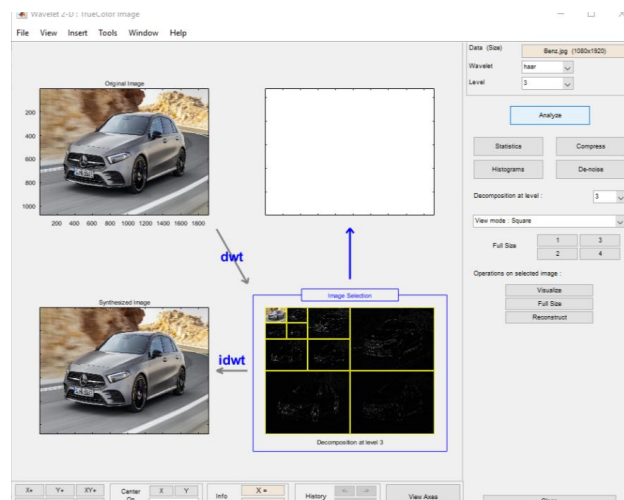 Wavelet 2-D : TrueColor Image
File View Insert Tools Window Help
Data (Size) Benz.jpg (1080x1920)
Wavelet haar
Level 3
Analyze
Statistics Compress
Histograms De-noise
Decomposition at level : 3
View mode : Square
Full Size 1 3
2 4
Operations on selected image :
Visualize
Full Size
Reconstruct
Original Image
200
400
600
800
1000
200 400 600 800 1000 1200 1400 1600 1800
dwt
Synthesized Image
idwt
Image Selection
Decomposition at level 3
X+ Y+ XY+
Center X Y
On
Info X =
History
View Axes